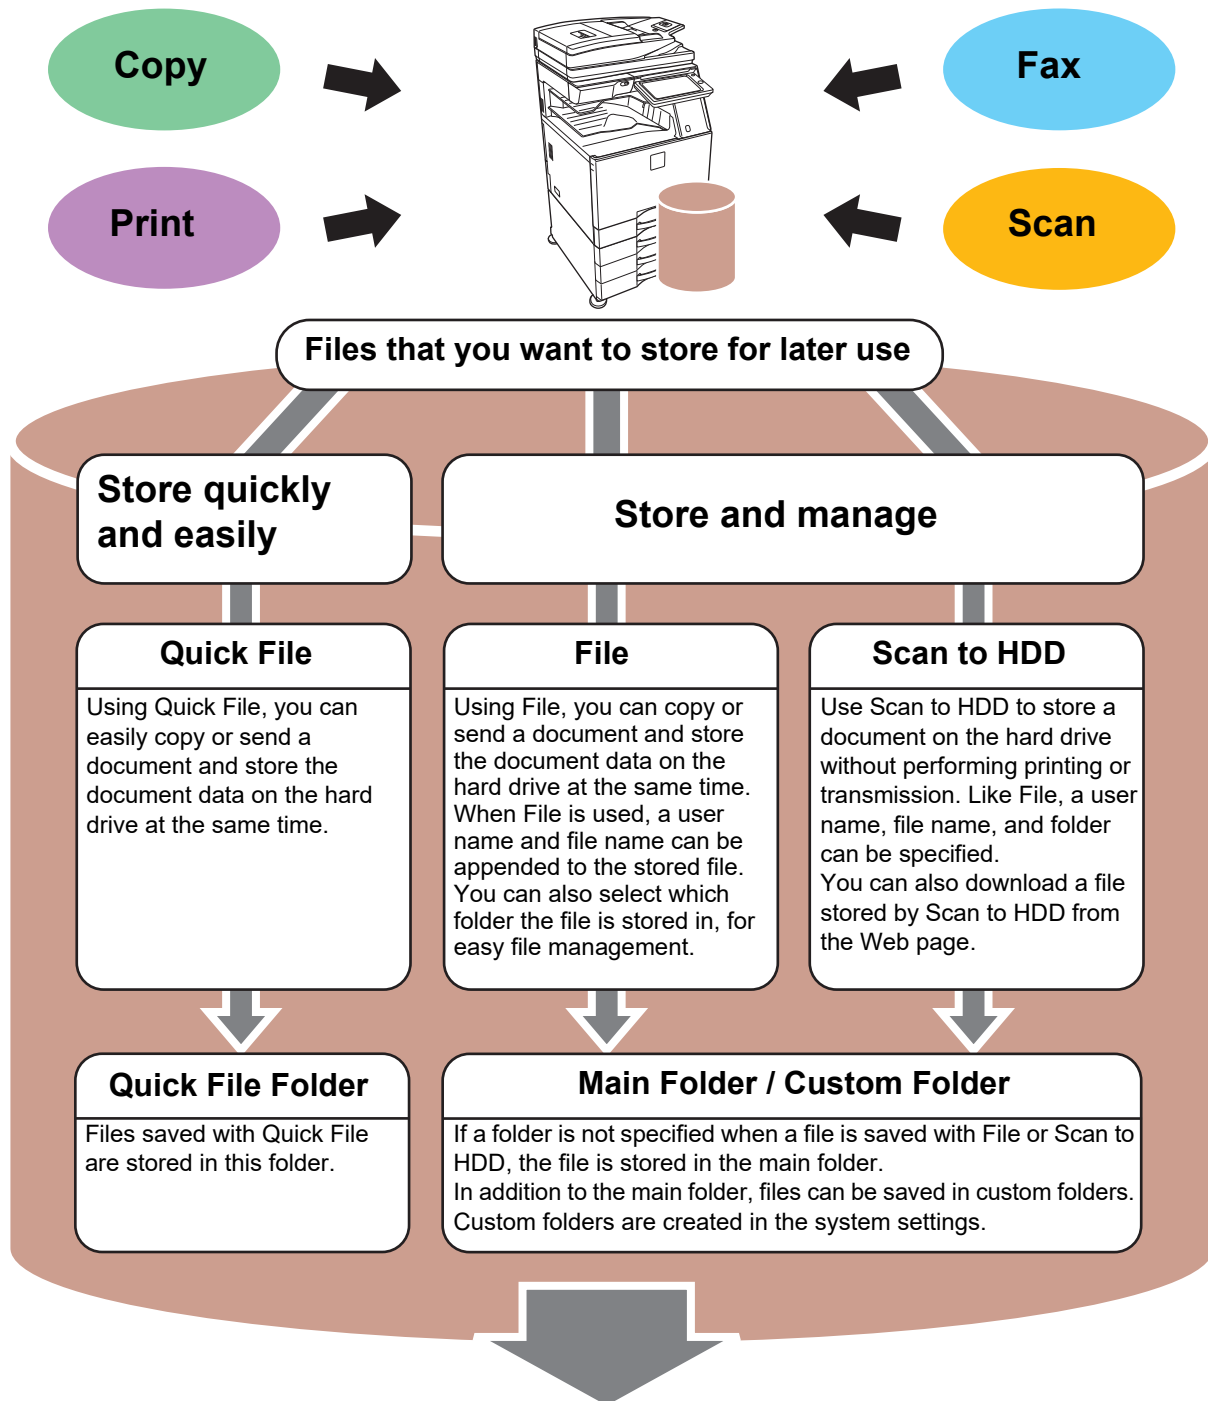 Copy
Fax
Print
Scan
Files that you want to store for later use
Store quickly
and easily
Store and manage
Quick File
Using Quick File, you can
easily copy or send a
document and store the
document data on the hard
drive at the same time.
File
Using File, you can copy or
send a document and store
the document data on the
hard drive at the same time.
When File is used, a user
name and file name can be
appended to the stored file.
You can also select which
folder the file is stored in, for
easy file management.
Scan to HDD
Use Scan to HDD to store a
document on the hard drive
without performing printing or
transmission. Like File, a user
name, file name, and folder
can be specified.
You can also download a file
stored by Scan to HDD from
the Web page.
Quick File Folder
Files saved with Quick File
are stored in this folder.
Main Folder / Custom Folder
If a folder is not specified when a file is saved with File or Scan to
HDD, the file is stored in the main folder.
In addition to the main folder, files can be saved in custom folders.
Custom folders are created in the system settings.